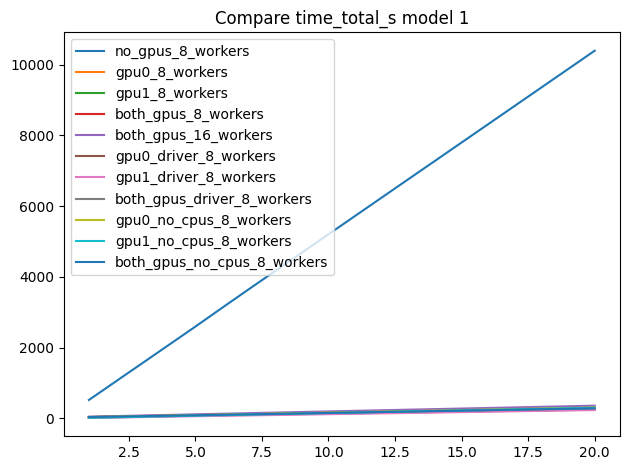 Compare time_total_s model 1
no_gpus_8_workers
gpu0_8_workers
gpu1_8_workers
both_gpus_8_workers
both_gpus_16_workers
gpu0_driver_8_workers
gpu1_driver_8_workers
both_gpus_driver_8_workers
gpu0_no_cpus_8_workers
gpu1_no_cpus_8_workers
both_gpus_no_cpus_8_workers
10000
8000
6000
4000
2000
0
2.5 5.0 7.5 10.0 12.5 15.0 17.5 20.0